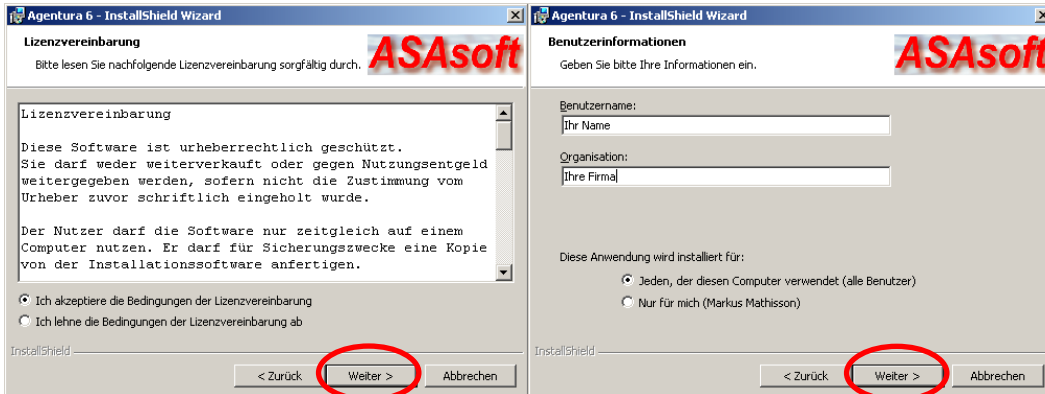 Agentura 6 - InstallShield Wizard
Lizenzvereinbarung
Bitte lesen Sie nachfolgende Lizenzvereinbarung sorgfältig durch.
ASAsoft
Lizenzvereinbarung
Diese Software ist urheberrechtlich geschützt.
Sie darf weder weiterverkauft oder gegen Nutzungsentgeld
weitergegeben werden, sofern nicht die Zustimmung vom
Urheber zuvor schriftlich eingeholt wurde.
Der Nutzer darf die Software nur zeitgleich auf einem
Computer nutzen. Er darf für Sicherungszwecke eine Kopie
von der Installationssoftware anfertigen.
Ich akzeptiere die Bedingungen der Lizenzvereinbarung
Ich lehne die Bedingungen der Lizenzvereinbarung ab
InstallShield
< Zurück Weiter > Abbrechen
Agentura 6 - InstallShield Wizard
Benutzerinformationen
Geben Sie bitte Ihre Informationen ein.
ASAsoft
Benutzername:
Ihr Name
Organisation:
Ihre Firma
Diese Anwendung wird installiert für:
Jeden, der diesen Computer verwendet (alle Benutzer)
Nur für mich (Markus Mathisson)
InstallShield
< Zurück Weiter > Abbrechen